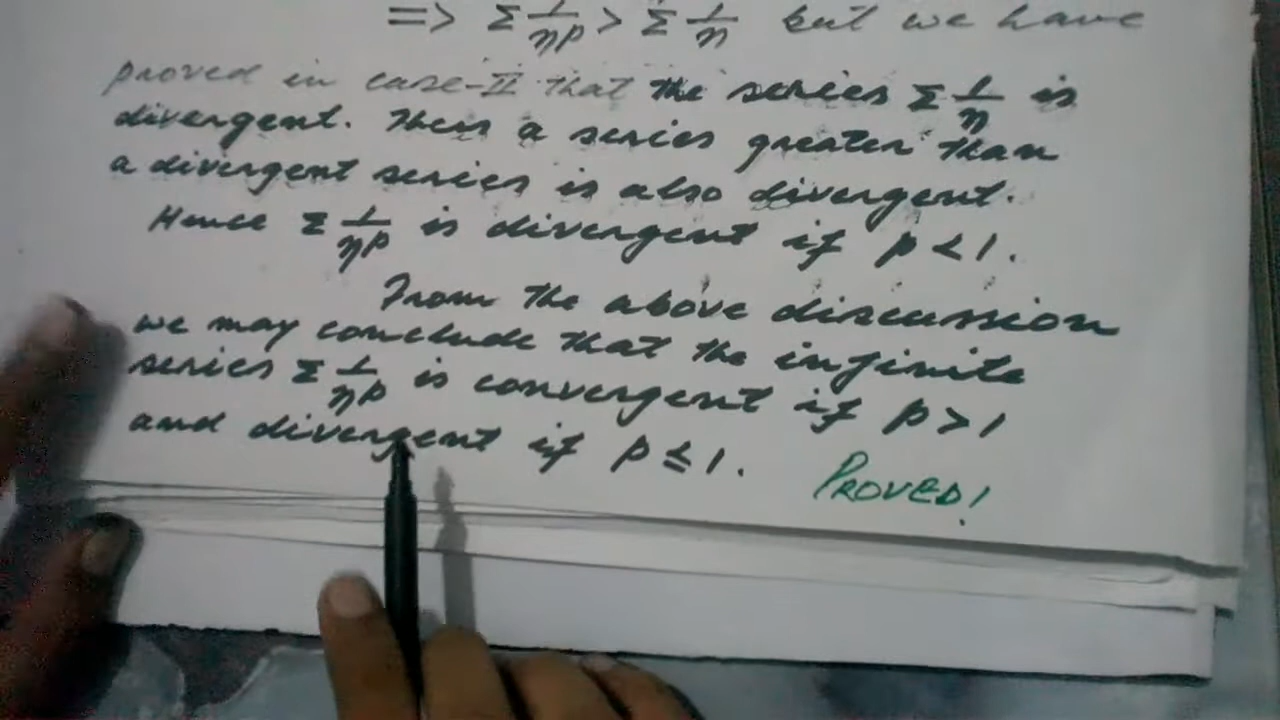 => Σ 1/n^p > Σ 1/n but we have
proved in case-II that the series Σ 1/n is
divergent. Then a series greater than
a divergent series is also divergent.
Hence Σ 1/n^p is divergent if p < 1.
From the above discussion
we may conclude that the infinite
series Σ 1/n^p is convergent if p > 1
and divergent if p ≤ 1.
PROVED!